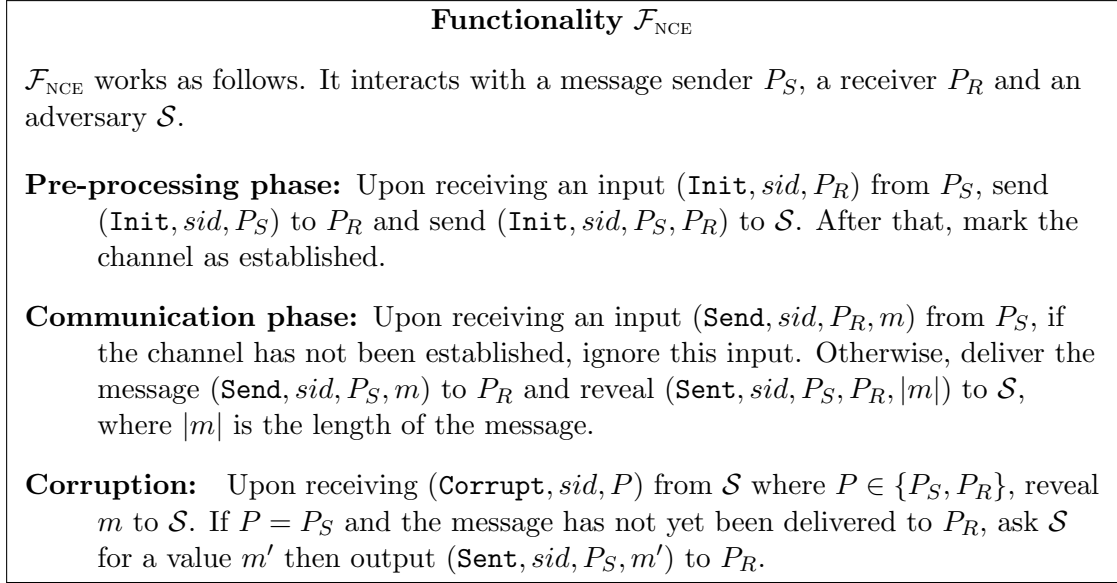 Functionality 𝓕NCE
𝓕NCE works as follows. It interacts with a message sender P_S, a receiver P_R and an
adversary 𝒮.
Pre-processing phase: Upon receiving an input (Init, sid, P_R) from P_S, send
(Init, sid, P_S) to P_R and send (Init, sid, P_S, P_R) to 𝒮. After that, mark the
channel as established.
Communication phase: Upon receiving an input (Send, sid, P_R, m) from P_S, if
the channel has not been established, ignore this input. Otherwise, deliver the
message (Send, sid, P_S, m) to P_R and reveal (Sent, sid, P_S, P_R, |m|) to 𝒮,
where |m| is the length of the message.
Corruption: Upon receiving (Corrupt, sid, P) from 𝒮 where P ∈ {P_S, P_R}, reveal
m to 𝒮. If P = P_S and the message has not yet been delivered to P_R, ask 𝒮
for a value m′ then output (Sent, sid, P_S, m′) to P_R.